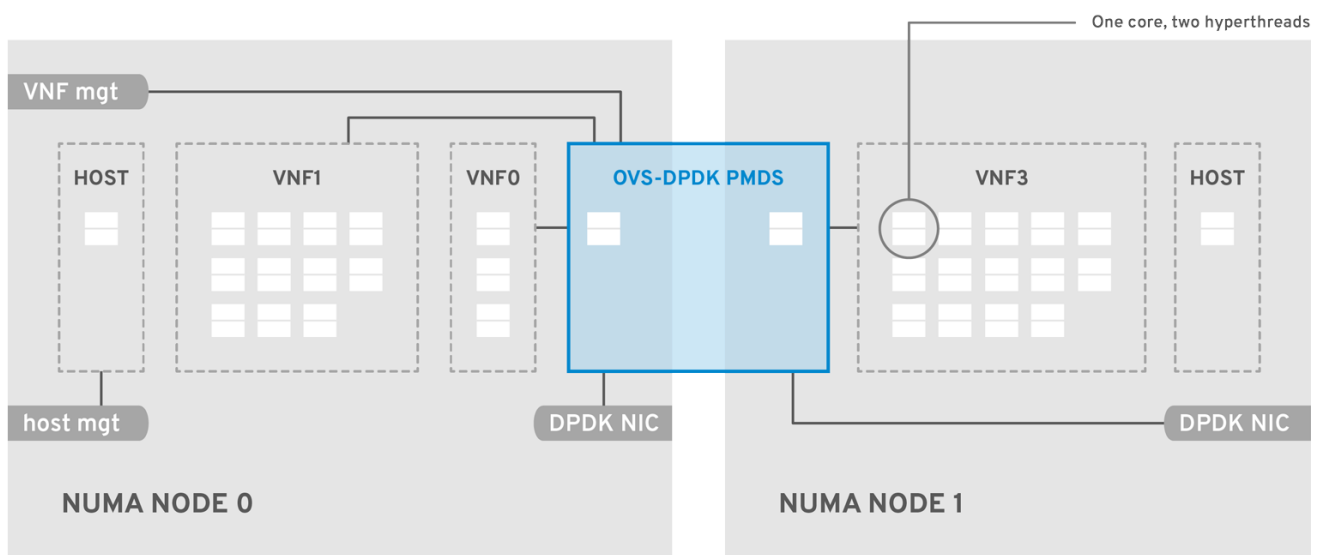 One core, two hyperthreads
VNF mgt
HOST
VNF1
VNF0
OVS-DPDK PMDS
VNF3
HOST
host mgt
DPDK NIC
DPDK NIC
NUMA NODE 0
NUMA NODE 1